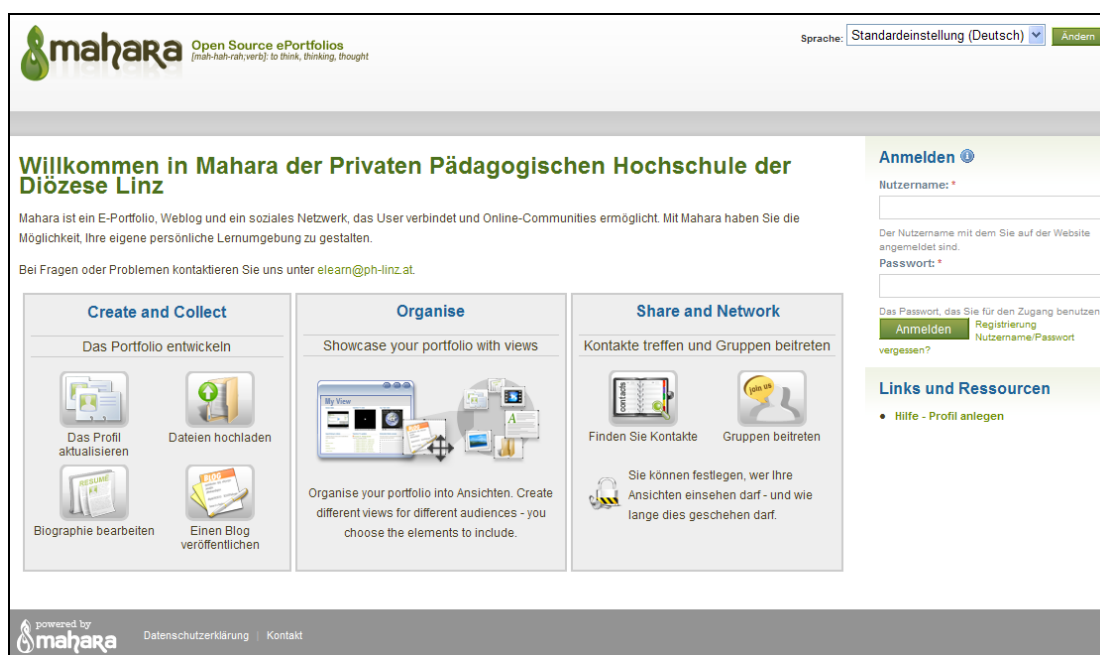 mahara
Open Source ePortfolios
[mah-hah-rah;verb]: to think, thinking, thought
Sprache: Standardeinstellung (Deutsch) Ändern
Willkommen in Mahara der Privaten Pädagogischen Hochschule der
Diözese Linz
Mahara ist ein E-Portfolio, Weblog und ein soziales Netzwerk, das User verbindet und Online-Communities ermöglicht. Mit Mahara haben Sie die
Möglichkeit, Ihre eigene persönliche Lernumgebung zu gestalten.
Bei Fragen oder Problemen kontaktieren Sie uns unter elearn@ph-linz.at.
Create and Collect
Das Portfolio entwickeln
Das Profil
aktualisieren
Dateien hochladen
RESUME
Biographie bearbeiten
BLOG
Einen Blog
veröffentlichen
Organise
Showcase your portfolio with views
My View
A
Organise your portfolio into Ansichten. Create
different views for different audiences - you
choose the elements to include.
Share and Network
Kontakte treffen und Gruppen beitreten
contacts
Finden Sie Kontakte
join us
Gruppen beitreten
Sie können festlegen, wer Ihre
Ansichten einsehen darf - und wie
lange dies geschehen darf.
Anmelden
Nutzername: *
Der Nutzername mit dem Sie auf der Website
angemeldet sind.
Passwort: *
Das Passwort, das Sie für den Zugang benutzen
Anmelden
Registrierung
Nutzername/Passwort
vergessen?
Links und Ressourcen
Hilfe - Profil anlegen
powered by
mahara
Datenschutzerklärung | Kontakt